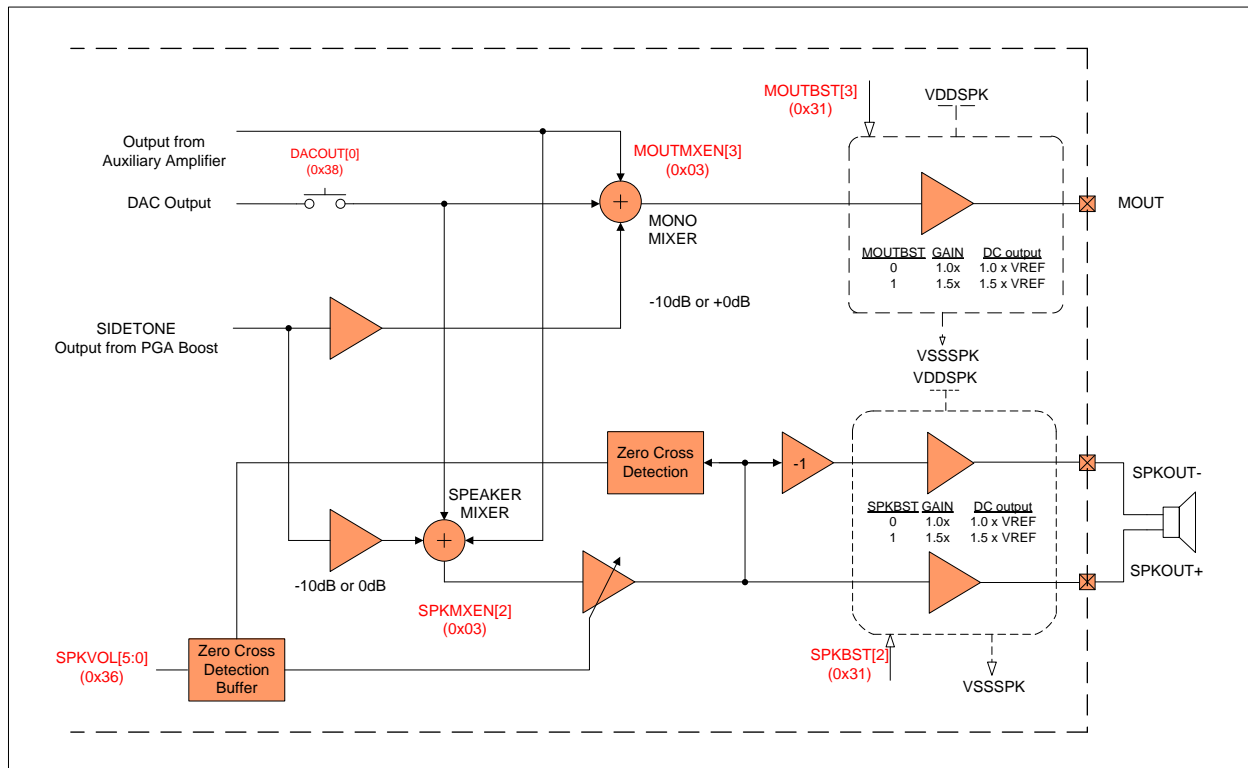 MOUTBST[3]
(0x31)
VDDSPK
Output from
Auxiliary Amplifier
DACOUT[0]
(0x38)
MOUTMXEN[3]
(0x03)
DAC Output
+
MONO
MIXER
MOUT
MOUTBST GAIN DC output
0 1.0x 1.0 x VREF
1 1.5x 1.5 x VREF
-10dB or +0dB
SIDETONE
Output from PGA Boost
VSSSPK
VDDSPK
Zero Cross
Detection
-1
SPKOUT-
SPEAKER
MIXER
+
SPKBST GAIN DC output
0 1.0x 1.0 x VREF
1 1.5x 1.5 x VREF
SPKOUT+
-10dB or 0dB
SPKMXEN[2]
(0x03)
SPKVOL[5:0]
(0x36)
Zero Cross
Detection
Buffer
SPKBST[2]
(0x31)
VSSSPK